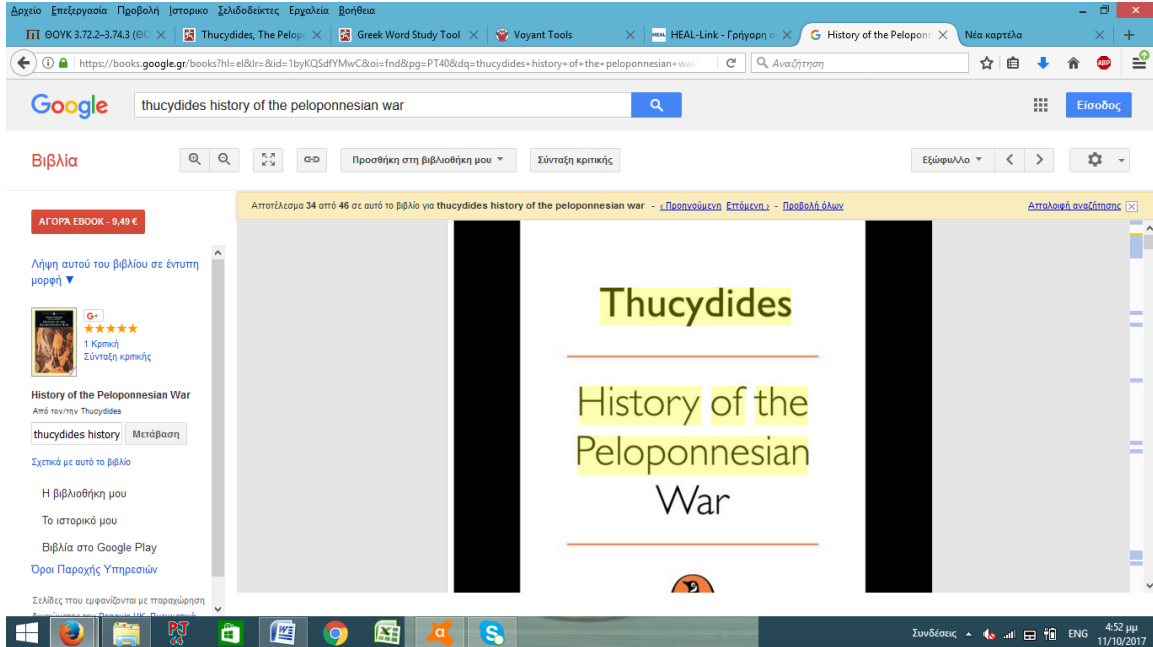 Αρχείο Επεξεργασία Προβολή Ιστορικο Σελιδοδείκτες Εργαλεία Βοήθεια
ΘΟΥΚ 3.72.2–3.74.3 (ΘΟ
Thucydides, The Pelop
Greek Word Study Tool
Voyant Tools
HEAL-Link - Γρήγορη α
G History of the Peloponn
Νέα καρτέλα
https://books.google.gr/books?hl=el&lr=&id=1byKQSdfYMwC&oi=fnd&pg=PT40&dq=thucydides+history+of+the+peloponnesian+war
Αναζήτηση
ABP
Google
thucydides history of the peloponnesian war
Είσοδος
Βιβλία
Προσθήκη στη βιβλιοθήκη μου
Σύνταξη κριτικής
Εξώφυλλο
ΑΓΟΡΆ EBOOK - 9,49 €
Αποτέλεσμα 34 από 46 σε αυτό το βιβλίο για thucydides history of the peloponnesian war - ‹ Προηγούμενη Επόμενη › - Προβολή όλων
Απαλοιφή αναζήτησης
Λήψη αυτού του βιβλίου σε έντυπη
μορφή ▼
G+
1 Κριτική
Σύνταξη κριτικής
History of the Peloponnesian War
Από τον/την Thucydides
thucydides history
Μετάβαση
Σχετικά με αυτό το βιβλίο
Η βιβλιοθήκη μου
Το ιστορικό μου
Βιβλία στο Google Play
Όροι Παροχής Υπηρεσιών
Σελίδες που εμφανίζονται με παραχώρηση
Thucydides
History of the
Peloponnesian
War
PJ
64
Συνδέσεις
ENG
4:52 μμ
11/10/2017